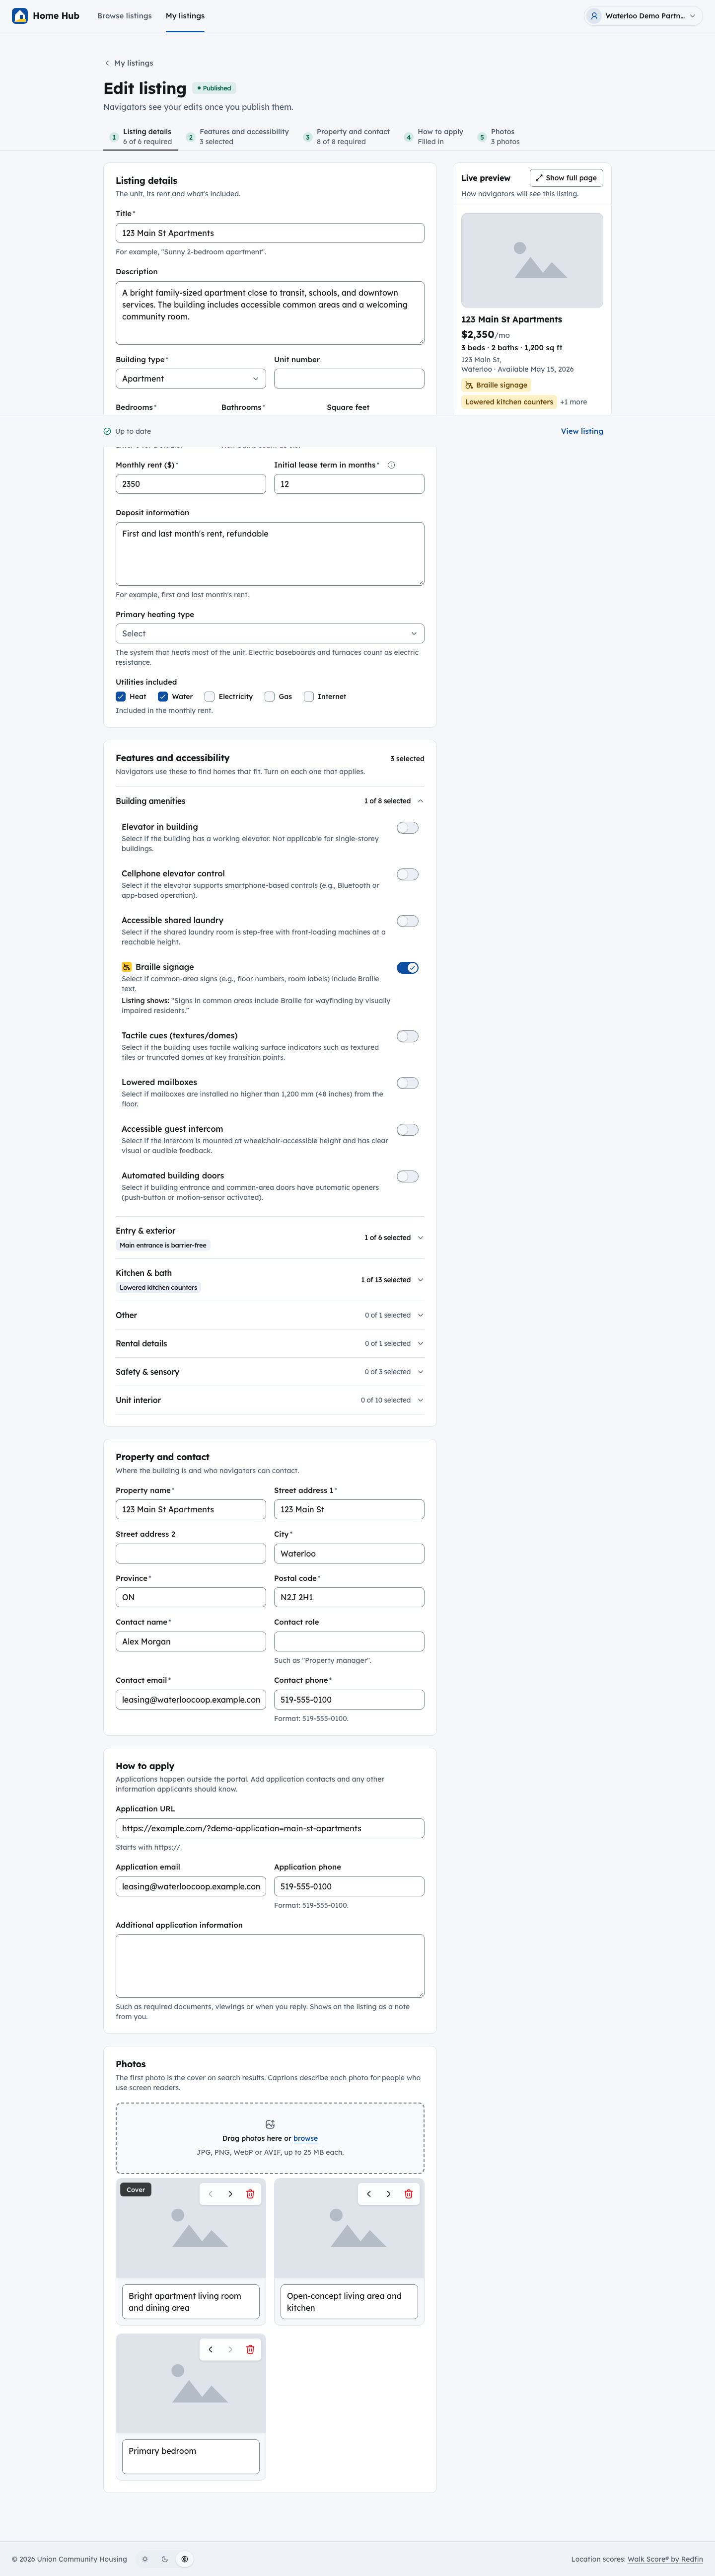 Home Hub
Browse listings
My listings
Waterloo Demo Partn...
My listings
Edit listing
Published
Navigators see your edits once you publish them.
1 Listing details
6 of 6 required
2 Features and accessibility
3 selected
3 Property and contact
8 of 8 required
4 How to apply
Filled in
5 Photos
3 photos
Listing details
The unit, its rent and what's included.
Title*
123 Main St Apartments
For example, "Sunny 2-bedroom apartment".
Description
A bright family-sized apartment close to transit, schools, and downtown
services. The building includes accessible common areas and a welcoming
community room.
Building type*
Unit number
Apartment
Bedrooms*
Bathrooms*
Square feet
Live preview
Show full page
How navigators will see this listing.
123 Main St Apartments
$2,350/mo
3 beds · 2 baths · 1,200 sq ft
123 Main St,
Waterloo · Available May 15, 2026
Braille signage
Lowered kitchen counters
+1 more
Up to date
View listing
Monthly rent ($)*
Initial lease term in months*
2350
12
Deposit information
First and last month's rent, refundable
For example, first and last month's rent.
Primary heating type
Select
The system that heats most of the unit. Electric baseboards and furnaces count as electric
resistance.
Utilities included
Heat
Water
Electricity
Gas
Internet
Included in the monthly rent.
Features and accessibility
3 selected
Navigators use these to find homes that fit. Turn on each one that applies.
Building amenities
1 of 8 selected
Elevator in building
Select if the building has a working elevator. Not applicable for single-storey
buildings.
Cellphone elevator control
Select if the elevator supports smartphone-based controls (e.g., Bluetooth or
app-based operation).
Accessible shared laundry
Select if the shared laundry room is step-free with front-loading machines at a
reachable height.
Braille signage
Select if common-area signs (e.g., floor numbers, room labels) include Braille
text.
Listing shows: "Signs in common areas include Braille for wayfinding by visually
impaired residents."
Tactile cues (textures/domes)
Select if the building uses tactile walking surface indicators such as textured
tiles or truncated domes at key transition points.
Lowered mailboxes
Select if mailboxes are installed no higher than 1,200 mm (48 inches) from the
floor.
Accessible guest intercom
Select if the intercom is mounted at wheelchair-accessible height and has clear
visual or audible feedback.
Automated building doors
Select if building entrance and common-area doors have automatic openers
(push-button or motion-sensor activated).
Entry & exterior
Main entrance is barrier-free
1 of 6 selected
Kitchen & bath
Lowered kitchen counters
1 of 13 selected
Other
0 of 1 selected
Rental details
0 of 1 selected
Safety & sensory
0 of 3 selected
Unit interior
0 of 10 selected
Property and contact
Where the building is and who navigators can contact.
Property name*
Street address 1*
123 Main St Apartments
123 Main St
Street address 2
City*
Waterloo
Province*
Postal code*
ON
N2J 2H1
Contact name*
Contact role
Alex Morgan
Such as "Property manager".
Contact email*
Contact phone*
leasing@waterloocoop.example.com
519-555-0100
Format: 519-555-0100.
How to apply
Applications happen outside the portal. Add application contacts and any other
information applicants should know.
Application URL
https://example.com/?demo-application=main-st-apartments
Starts with https://.
Application email
Application phone
leasing@waterloocoop.example.com
519-555-0100
Format: 519-555-0100.
Additional application information
Such as required documents, viewings or when you reply. Shows on the listing as a note
from you.
Photos
The first photo is the cover on search results. Captions describe each photo for people who
use screen readers.
Drag photos here or browse
JPG, PNG, WebP or AVIF, up to 25 MB each.
Cover
Bright apartment living room
and dining area
Open-concept living area and
kitchen
Primary bedroom
© 2026 Union Community Housing
Location scores: Walk Score® by Redfin